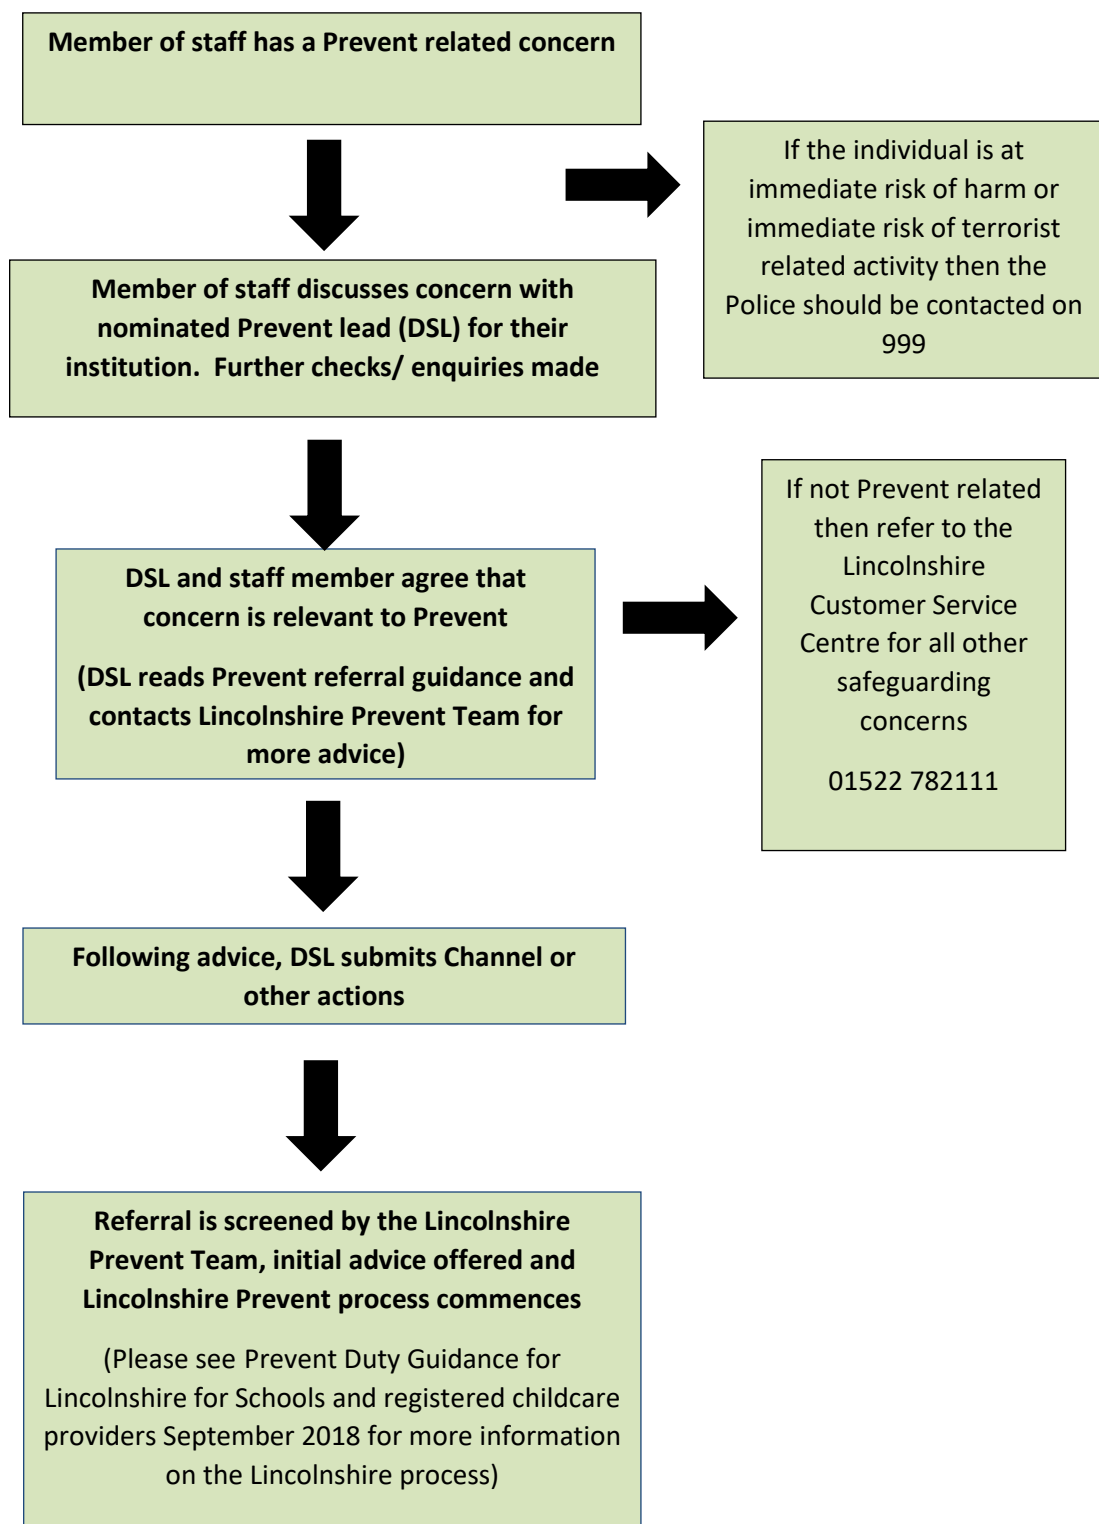 Member of staff has a Prevent related concern
If the individual is at
immediate risk of harm or
immediate risk of terrorist
related activity then the
Police should be contacted on
999
Member of staff discusses concern with
nominated Prevent lead (DSL) for their
institution.  Further checks/ enquiries made
If not Prevent related
then refer to the
Lincolnshire
Customer Service
Centre for all other
safeguarding
concerns
01522 782111
DSL and staff member agree that
concern is relevant to Prevent
(DSL reads Prevent referral guidance and
contacts Lincolnshire Prevent Team for
more advice)
Following advice, DSL submits Channel or
other actions
Referral is screened by the Lincolnshire
Prevent Team, initial advice offered and
Lincolnshire Prevent process commences
(Please see Prevent Duty Guidance for
Lincolnshire for Schools and registered childcare
providers September 2018 for more information
on the Lincolnshire process)